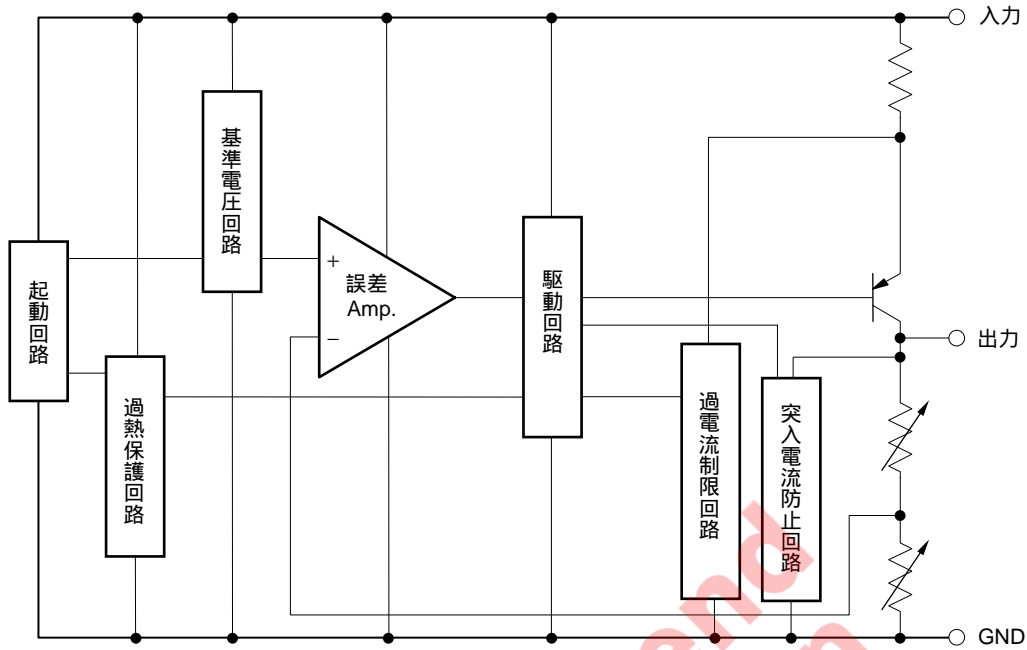 入力
基準電圧回路
起動回路
+
誤差
Amp.
−
駆動回路
出力
過熱保護回路
過電流制限回路
突入電流防止回路
GND